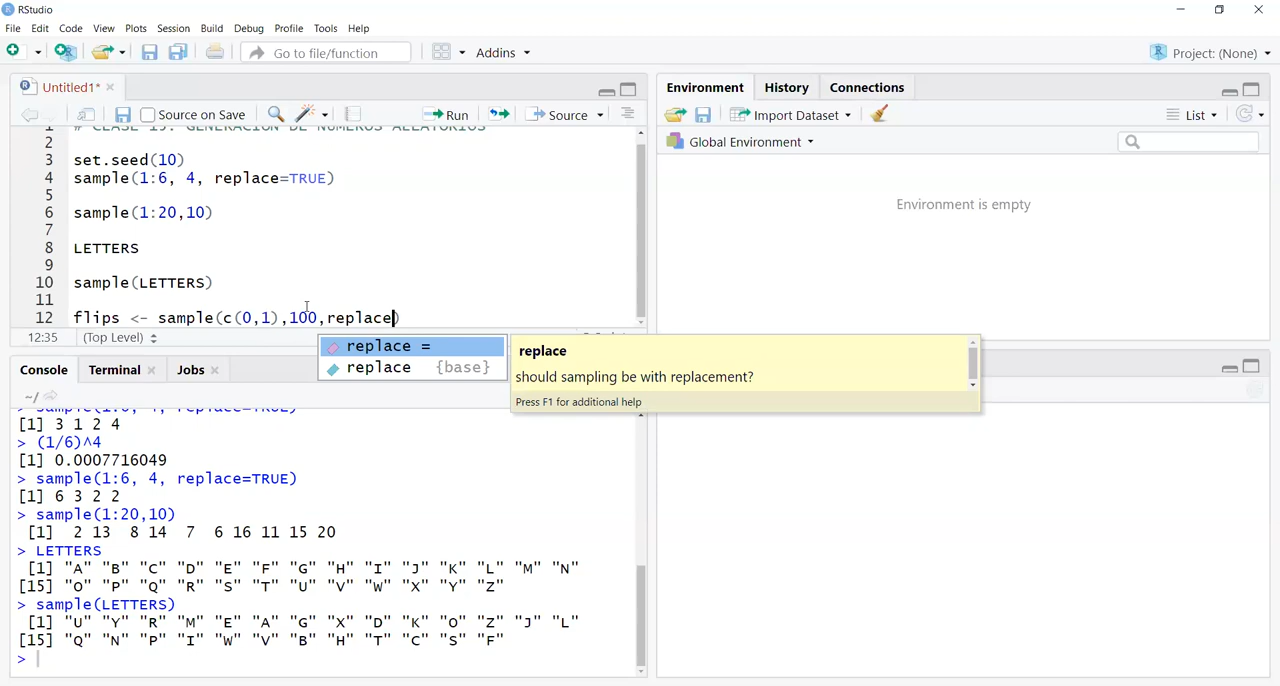 RStudio
File Edit Code View Plots Session Build Debug Profile Tools Help
Go to file/function Addins Project: (None)
Untitled1*
Source on Save Run Source
1 # CLASE 15: GENERACIÓN DE NÚMEROS ALEATORIOS
2
3 set.seed(10)
4 sample(1:6, 4, replace=TRUE)
5
6 sample(1:20,10)
7
8 LETTERS
9
10 sample(LETTERS)
11
12 flips <- sample(c(0,1),100,replace)
12:35 (Top Level)
replace =
replace {base}
replace
should sampling be with replacement?
Press F1 for additional help
Console Terminal Jobs
~/
> sample(1:6, 4, replace=TRUE)
[1] 3 1 2 4
> (1/6)^4
[1] 0.0007716049
> sample(1:6, 4, replace=TRUE)
[1] 6 3 2 2
> sample(1:20,10)
[1] 2 13 8 14 7 6 16 11 15 20
> LETTERS
[1] "A" "B" "C" "D" "E" "F" "G" "H" "I" "J" "K" "L" "M" "N"
[15] "O" "P" "Q" "R" "S" "T" "U" "V" "W" "X" "Y" "Z"
> sample(LETTERS)
[1] "U" "Y" "R" "M" "E" "A" "G" "X" "D" "K" "O" "Z" "J" "L"
[15] "Q" "N" "P" "I" "W" "V" "B" "H" "T" "C" "S" "F"
>
Environment History Connections
Import Dataset List
Global Environment
Environment is empty